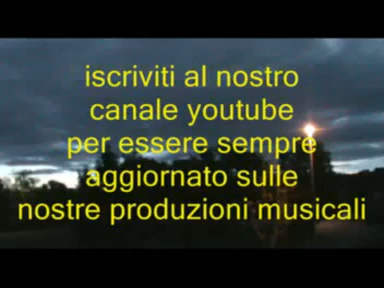 iscriviti al nostro
canale youtube
per essere sempre
aggiornato sulle
nostre produzioni musicali